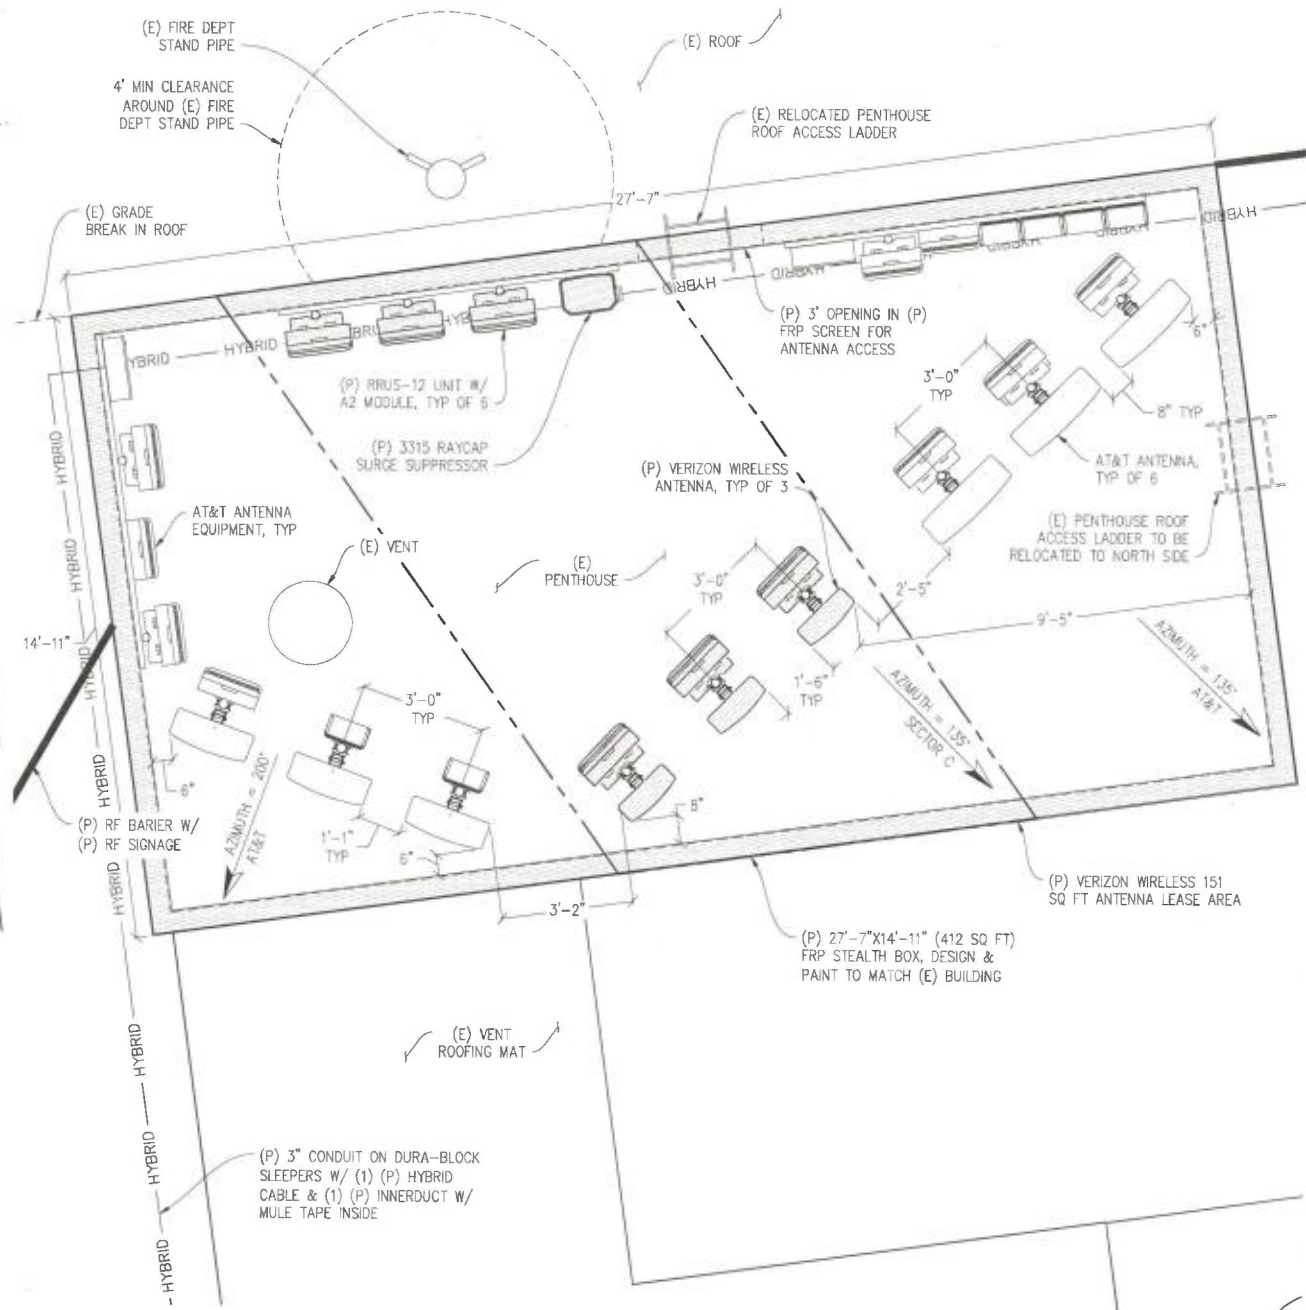 (E) FIRE DEPT
STAND PIPE
(E) ROOF
4' MIN CLEARANCE
AROUND (E) FIRE
DEPT STAND PIPE
(E) RELOCATED PENTHOUSE
ROOF ACCESS LADDER
27'-7"
(E) GRADE
BREAK IN ROOF
HYBRID
HYBRID
HYBRID
HYBRID
HYBRID
HYBRID
(P) 3' OPENING IN (P)
FRP SCREEN FOR
ANTENNA ACCESS
6"
YBRID
HYBRID
BRID
HYB
(P) RRUS-12 UNIT W/
A2 MODULE, TYP OF 6
3'-0"
TYP
8" TYP
(P) 3315 RAYCAP
SURGE SUPPRESSOR
(P) VERIZON WIRELESS
ANTENNA, TYP OF 3
AT&T ANTENNA,
TYP OF 6
HYBRID
AT&T ANTENNA
EQUIPMENT, TYP
(E) VENT
(E)
PENTHOUSE
(E) PENTHOUSE ROOF
ACCESS LADDER TO BE
RELOCATED TO NORTH SIDE
HYBRID
3'-0"
TYP
2'-5"
9'-5"
14'-11"
HYBRID
1'-6"
TYP
AZIMUTH = 135°
SECTOR C
AZIMUTH = 135°
AT&T
3'-0"
TYP
6"
AZIMUTH = 200°
AT&T
HYBRID
1'-1"
TYP
6"
8"
(P) RF BARIER W/
(P) RF SIGNAGE
HYBRID
3'-2"
(P) VERIZON WIRELESS 151
SQ FT ANTENNA LEASE AREA
(P) 27'-7"X14'-11" (412 SQ FT)
FRP STEALTH BOX, DESIGN &
PAINT TO MATCH (E) BUILDING
(E) VENT
ROOFING MAT
HYBRID
HYBRID
(P) 3" CONDUIT ON DURA-BLOCK
SLEEPERS W/ (1) (P) HYBRID
CABLE & (1) (P) INNERDUCT W/
MULE TAPE INSIDE
HYBRID